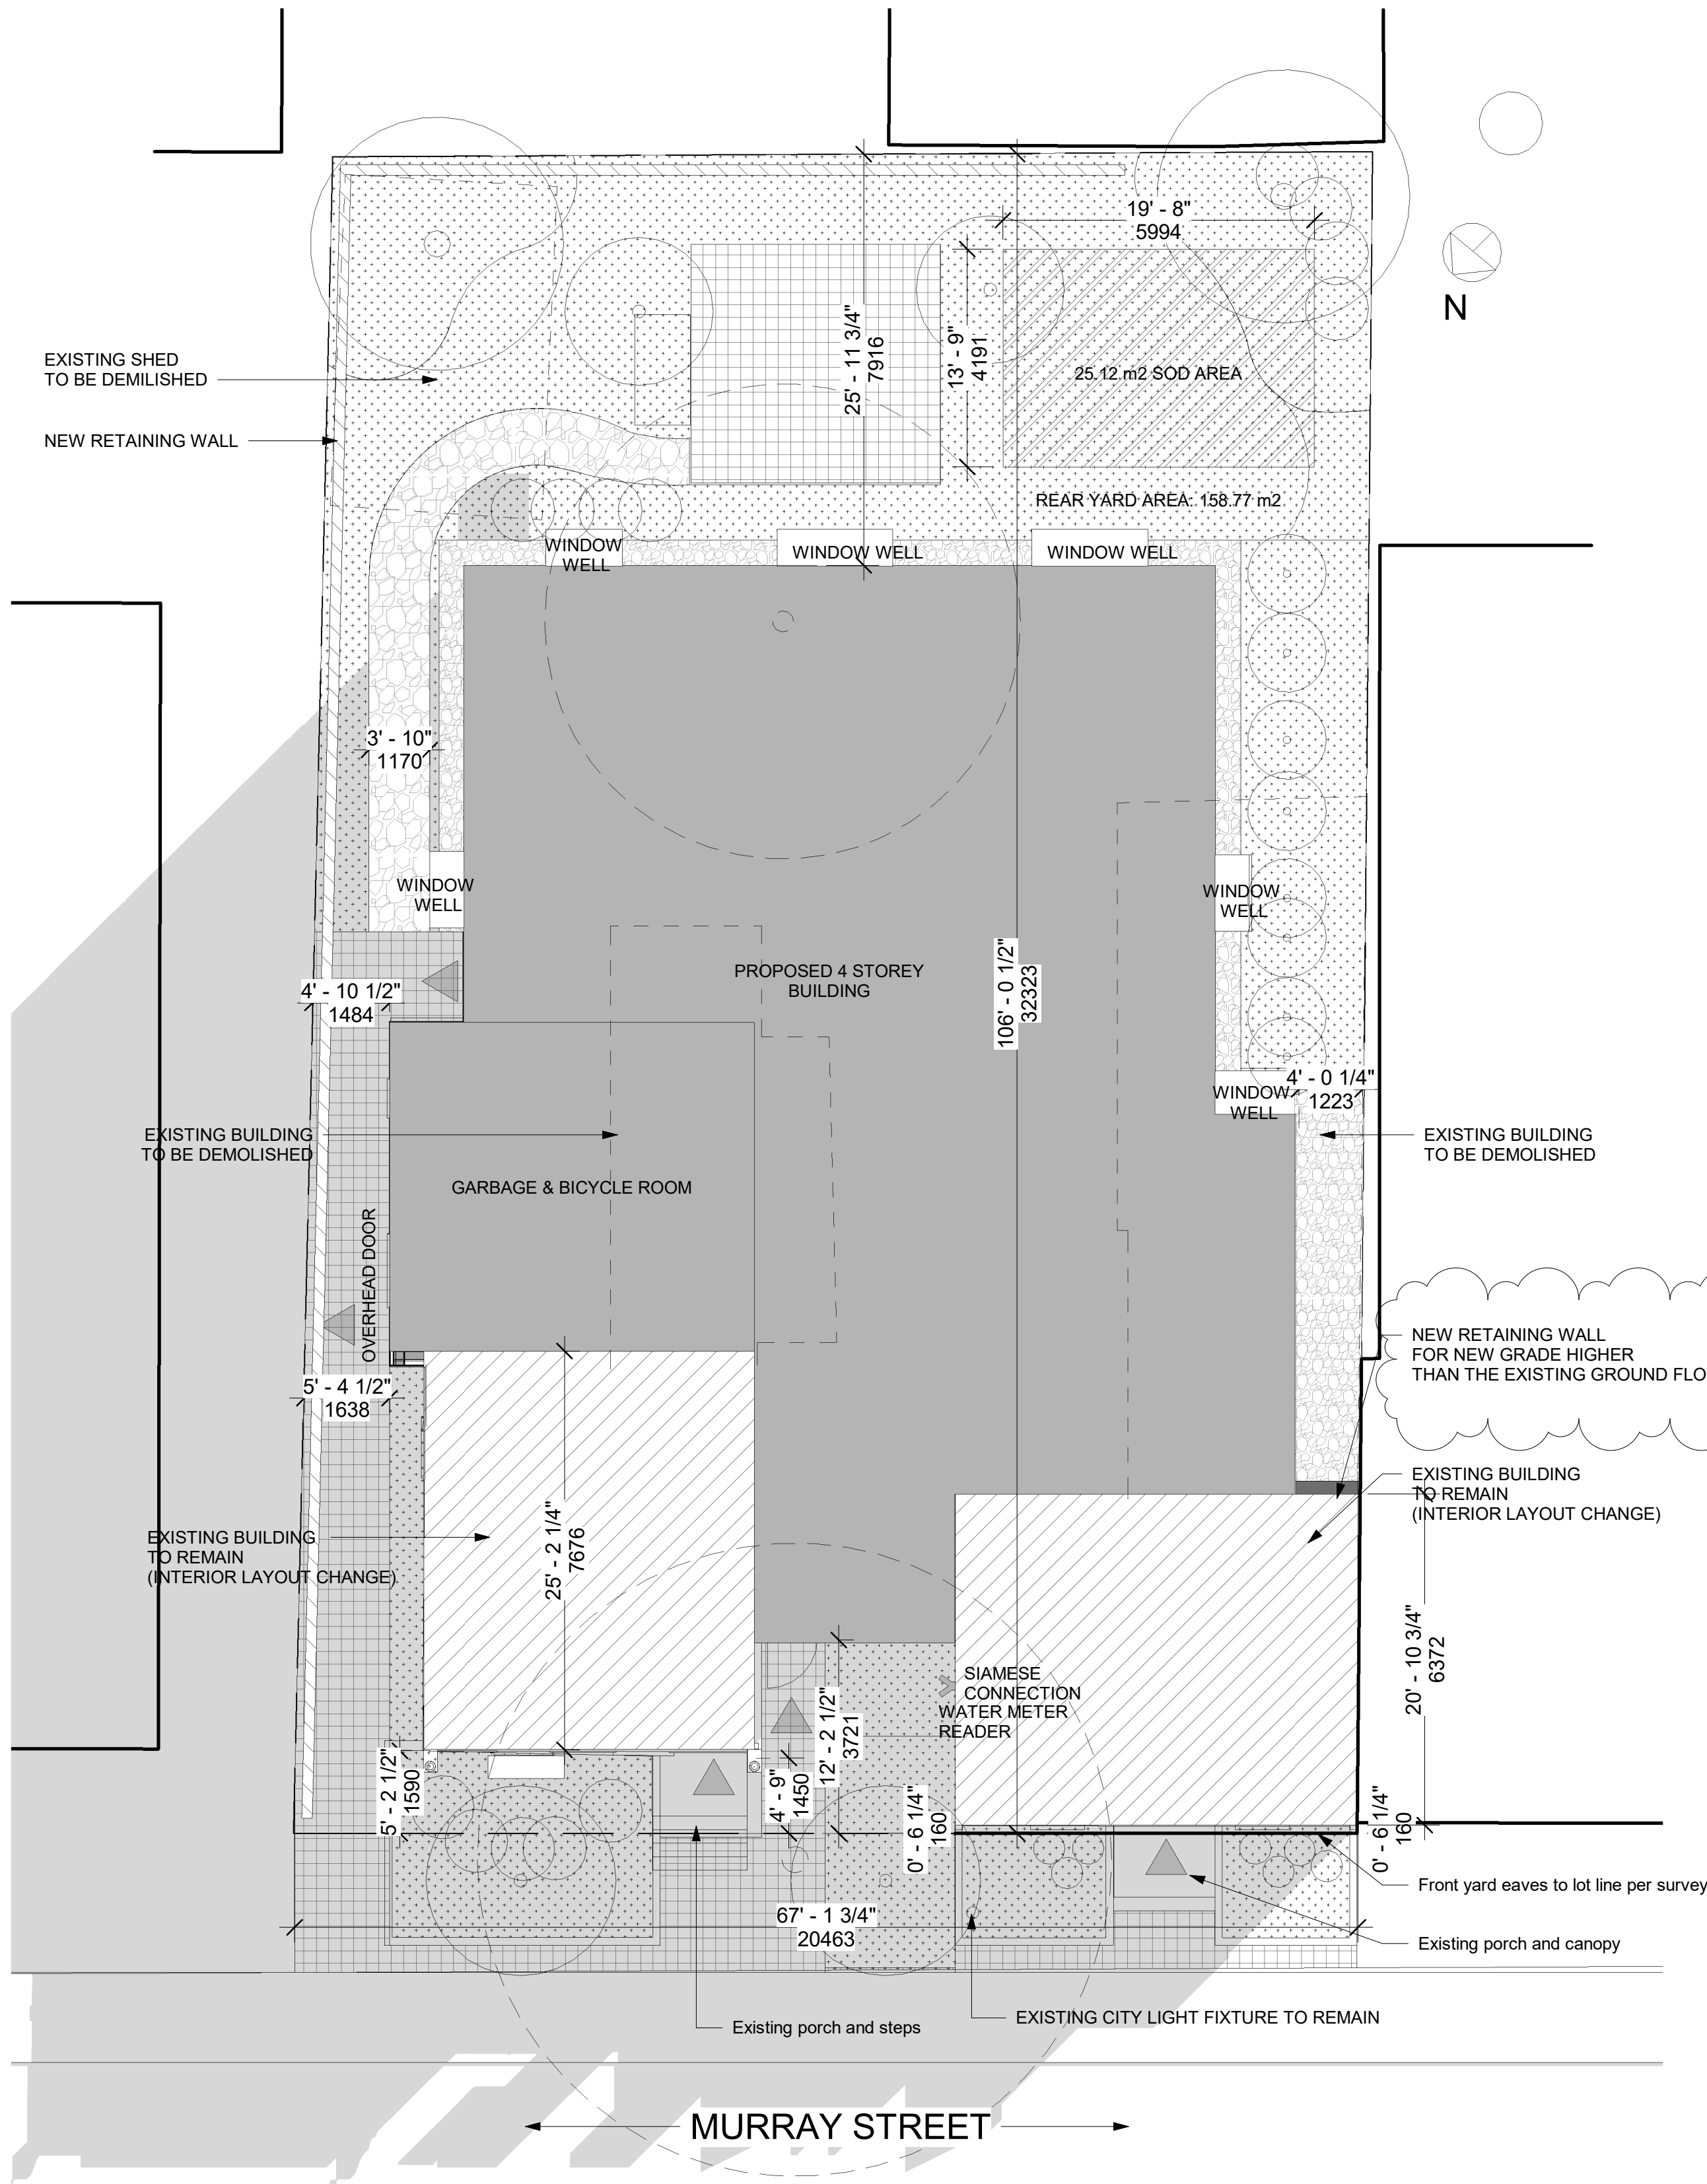 19' - 8"
5994
N
25' - 11 3/4"
7916
13' - 9"
4191
EXISTING SHED
TO BE DEMILISHED
25.12 m2 SOD AREA
NEW RETAINING WALL
REAR YARD AREA: 158.77 m2
WINDOW
WELL
WINDOW WELL
WINDOW WELL
3' - 10"
1170
WINDOW
WELL
WINDOW
WELL
PROPOSED 4 STOREY
BUILDING
106' - 0 1/2"
32323
4' - 10 1/2"
1484
WINDOW
WELL
4' - 0 1/4"
1223
EXISTING BUILDING
TO BE DEMOLISHED
EXISTING BUILDING
TO BE DEMOLISHED
GARBAGE & BICYCLE ROOM
OVERHEAD DOOR
NEW RETAINING WALL
FOR NEW GRADE HIGHER
THAN THE EXISTING GROUND FLO
5' - 4 1/2"
1638
EXISTING BUILDING
TO REMAIN
(INTERIOR LAYOUT CHANGE)
EXISTING BUILDING
TO REMAIN
(INTERIOR LAYOUT CHANGE)
25' - 2 1/4"
7676
20' - 10 3/4"
6372
SIAMESE
CONNECTION
WATER METER
READER
12' - 2 1/2"
3721
5' - 2 1/2"
1590
4' - 9"
1450
0' - 6 1/4"
160
0' - 6 1/4"
160
Front yard eaves to lot line per survey
67' - 1 3/4"
20463
Existing porch and canopy
EXISTING CITY LIGHT FIXTURE TO REMAIN
Existing porch and steps
MURRAY STREET